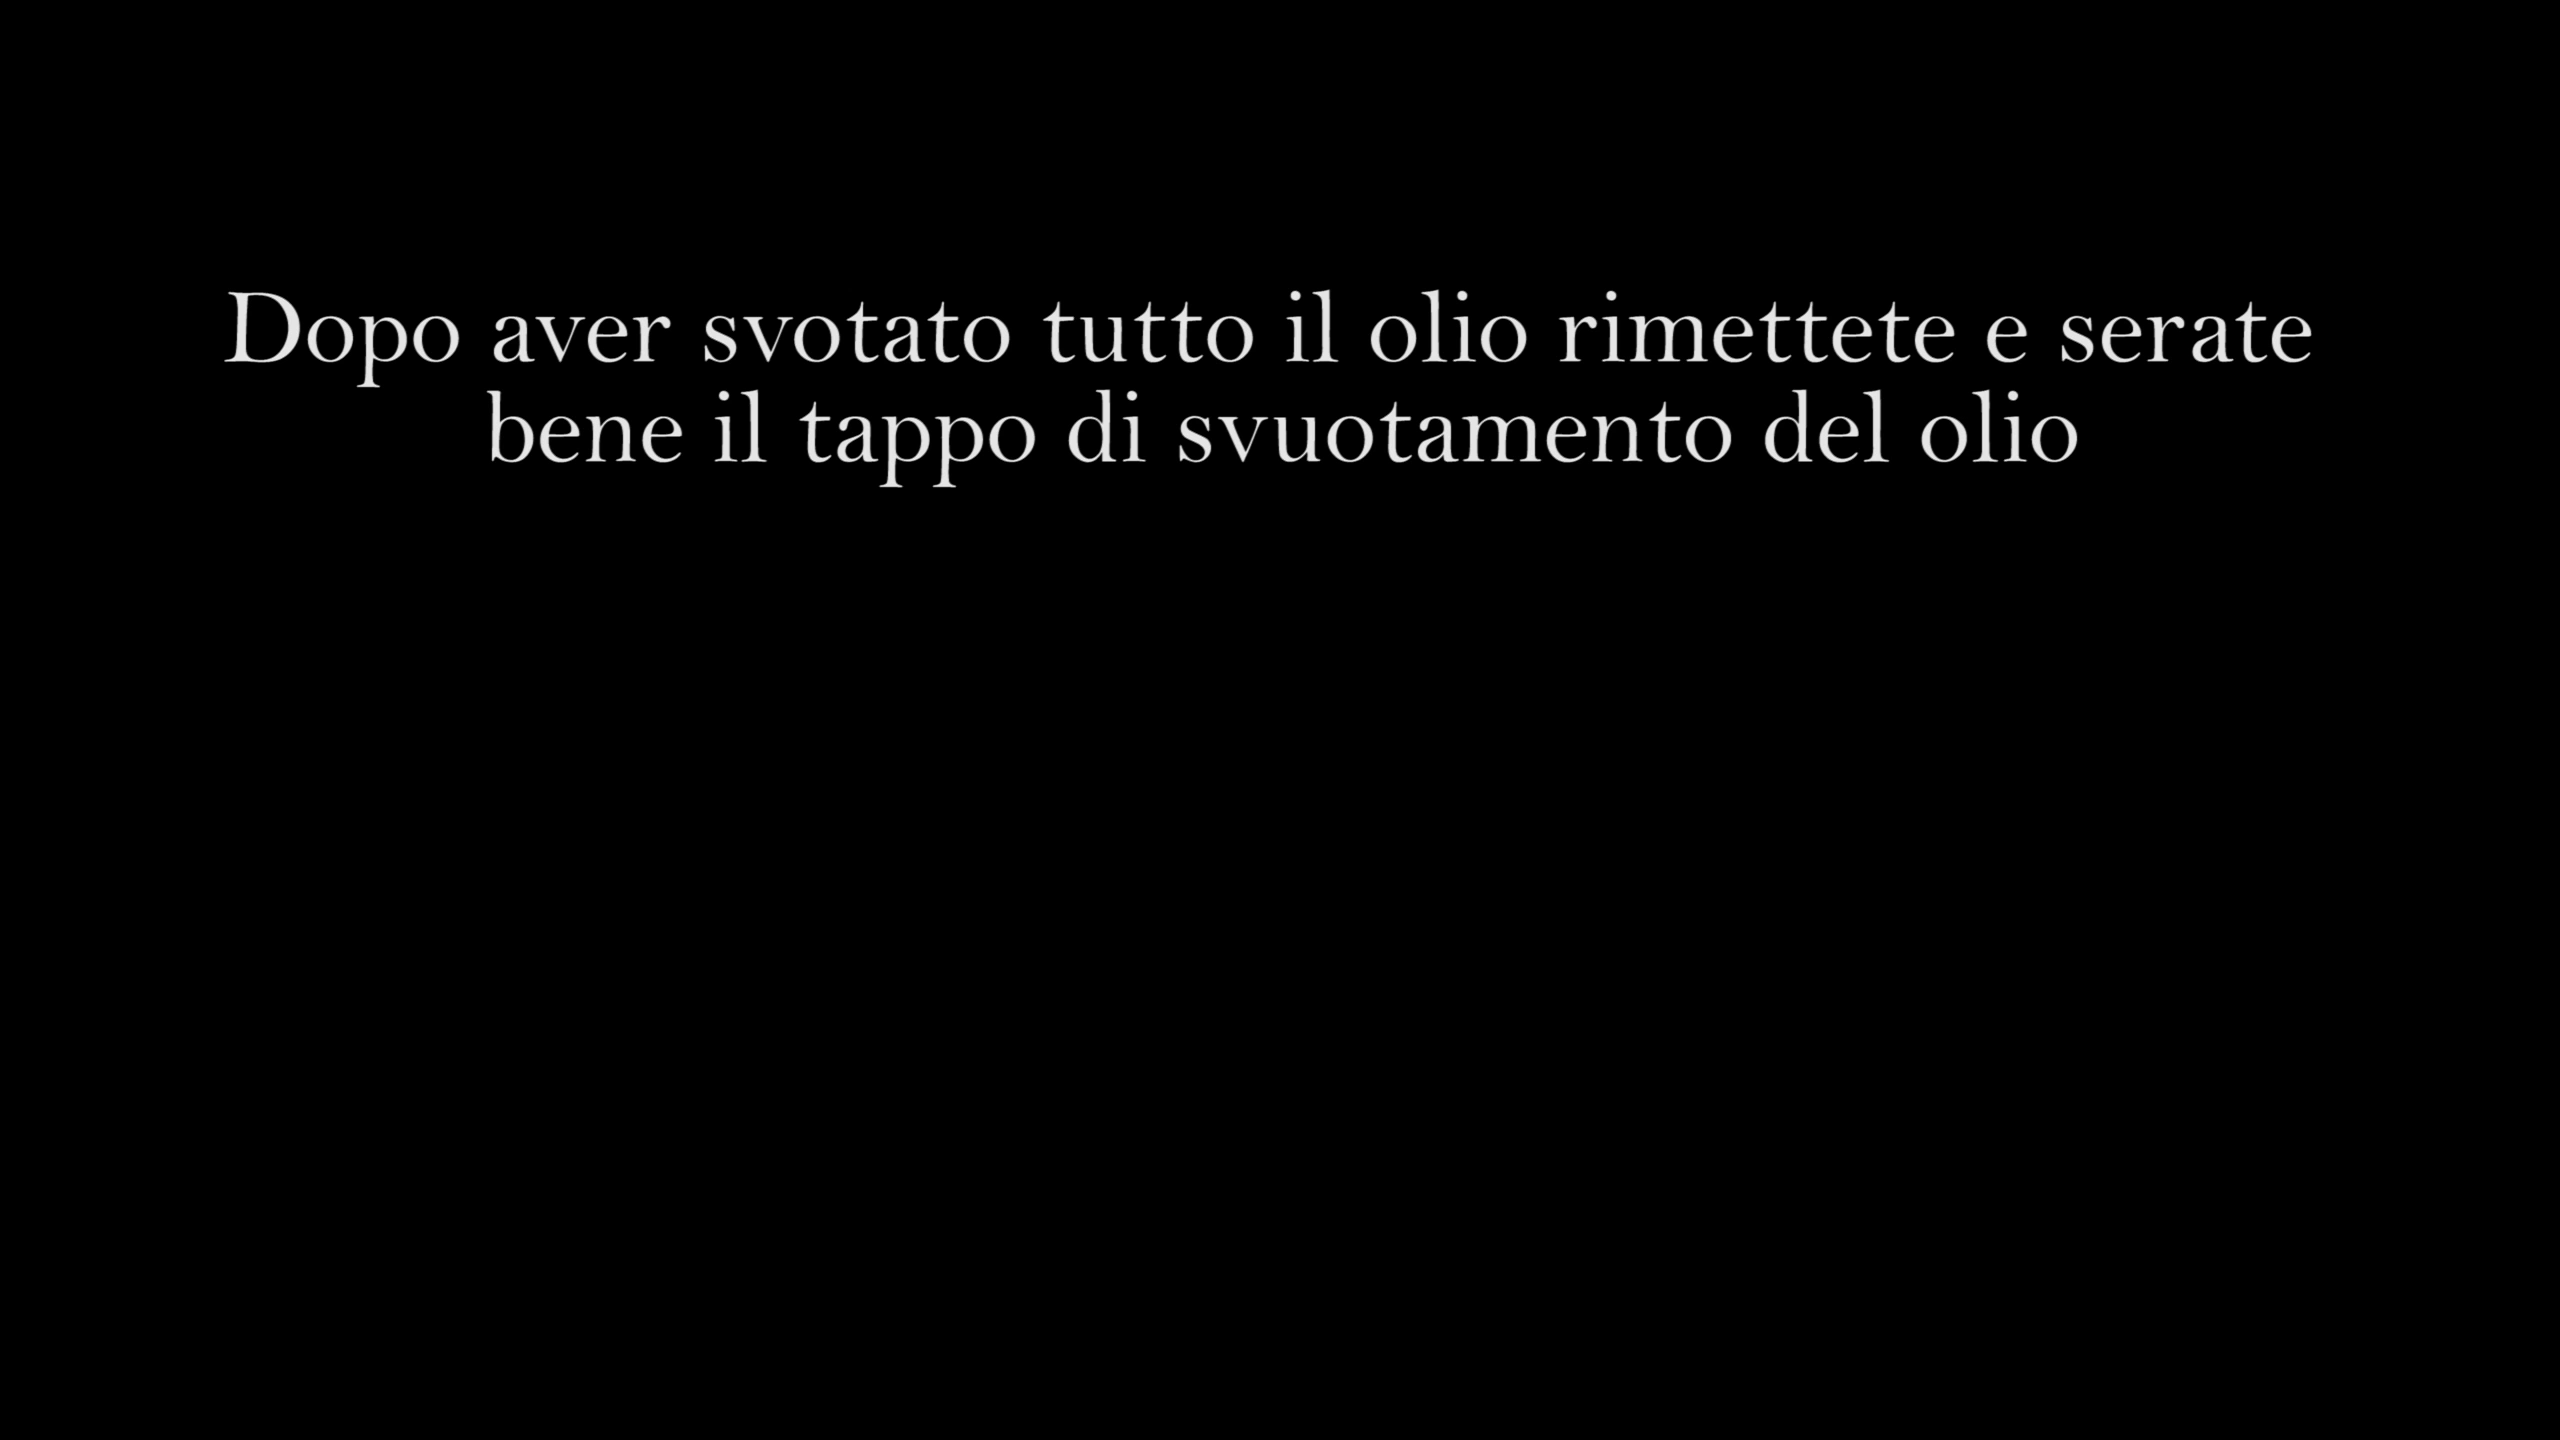 Dopo aver svotato tutto il olio rimettete e serate
bene il tappo di svuotamento del olio